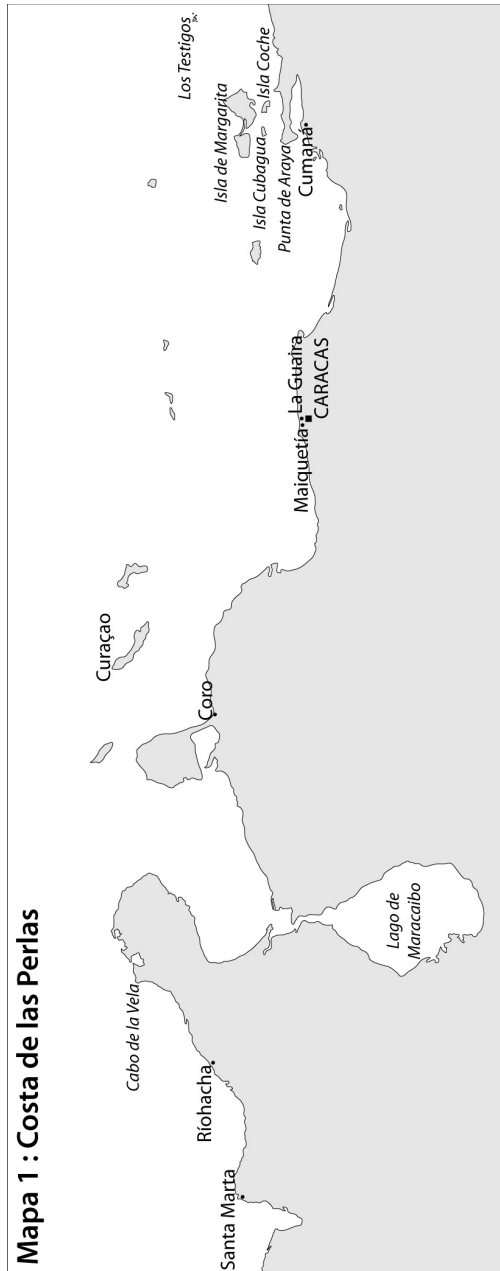 Mapa 1 : Costa de las Perlas
Santa Marta
Ríohacha
Cabo de la Vela
Lago de
Maracaibo
Coro
Curaçao
Maiquetía
La Guaira
CARACAS
Los Testigos
Isla de Margarita
Isla Cubagua
Isla Coche
Punta de Araya
Cumaná